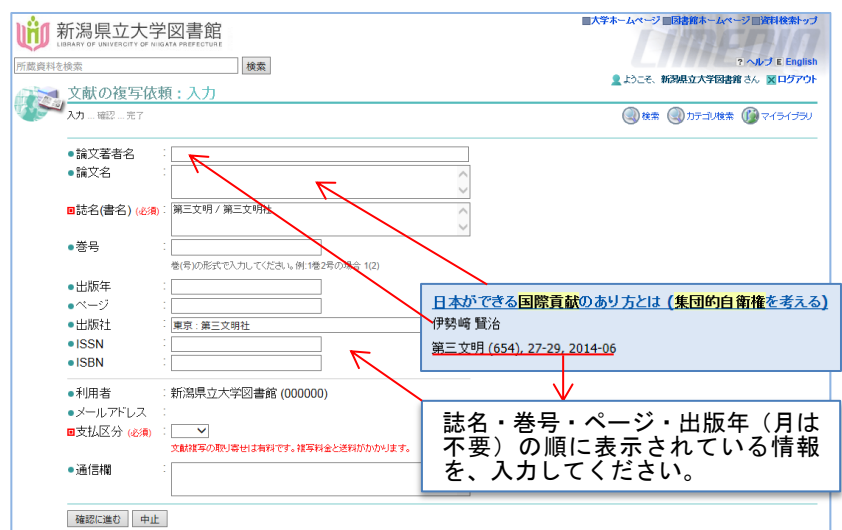 新潟県立大学図書館
LIBRARY OF UNIVERCITY OF NIIGATA PREFECTURE
■大学ホームページ ■図書館ホームページ ■資料検索トップ
Limedio
? ヘルプ E English
所蔵資料を検索 検索
ようこそ、新潟県立大学図書館 さん ログアウト
文献の複写依頼：入力
入力 ... 確認 ... 完了
検索 カテゴリ検索 マイライブラリ
●論文著者名 :
●論文名 :
誌名(書名) (必須) : 第三文明 / 第三文明社
●巻号 :
巻(号)の形式で入力してください。例:1巻2号の場合 1(2)
●出版年 :
●ページ :
●出版社 : 東京 : 第三文明社
●ISSN :
●ISBN :
日本ができる国際貢献のあり方とは (集団的自衛権を考える)
伊勢﨑 賢治
第三文明 (654), 27-29, 2014-06
●利用者 : 新潟県立大学図書館 (000000)
●メールアドレス :
支払区分 (必須) :
文献複写の取り寄せは有料です。複写料金と送料がかかります。
●通信欄 :
誌名・巻号・ページ・出版年（月は
不要）の順に表示されている情報
を、入力してください。
確認に進む 中止